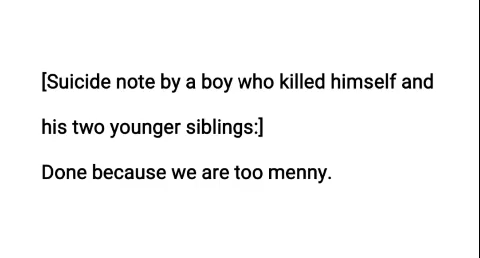 [Suicide note by a boy who killed himself and
his two younger siblings:]
Done because we are too menny.